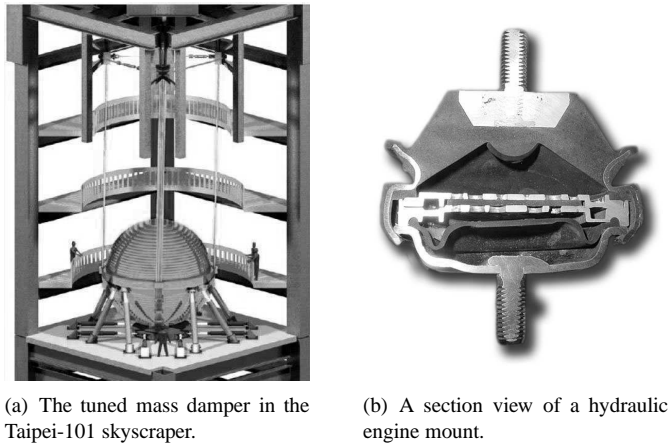 (a) The tuned mass damper in the
Taipei-101 skyscraper.
(b) A section view of a hydraulic
engine mount.